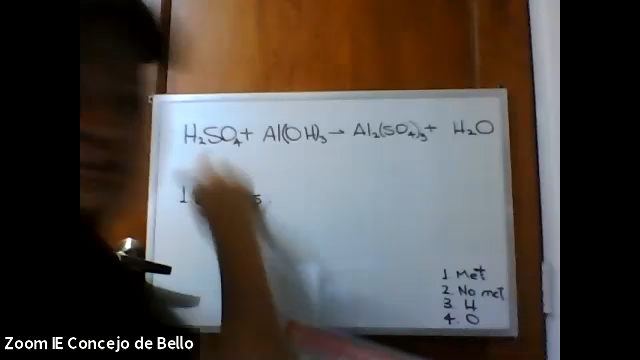 H₂SO₄ + Al(OH)₃ → Al₂(SO₄)₃ + H₂O
1.
1. Met
2. No met
3. H
4. O
Zoom IE Concejo de Bello